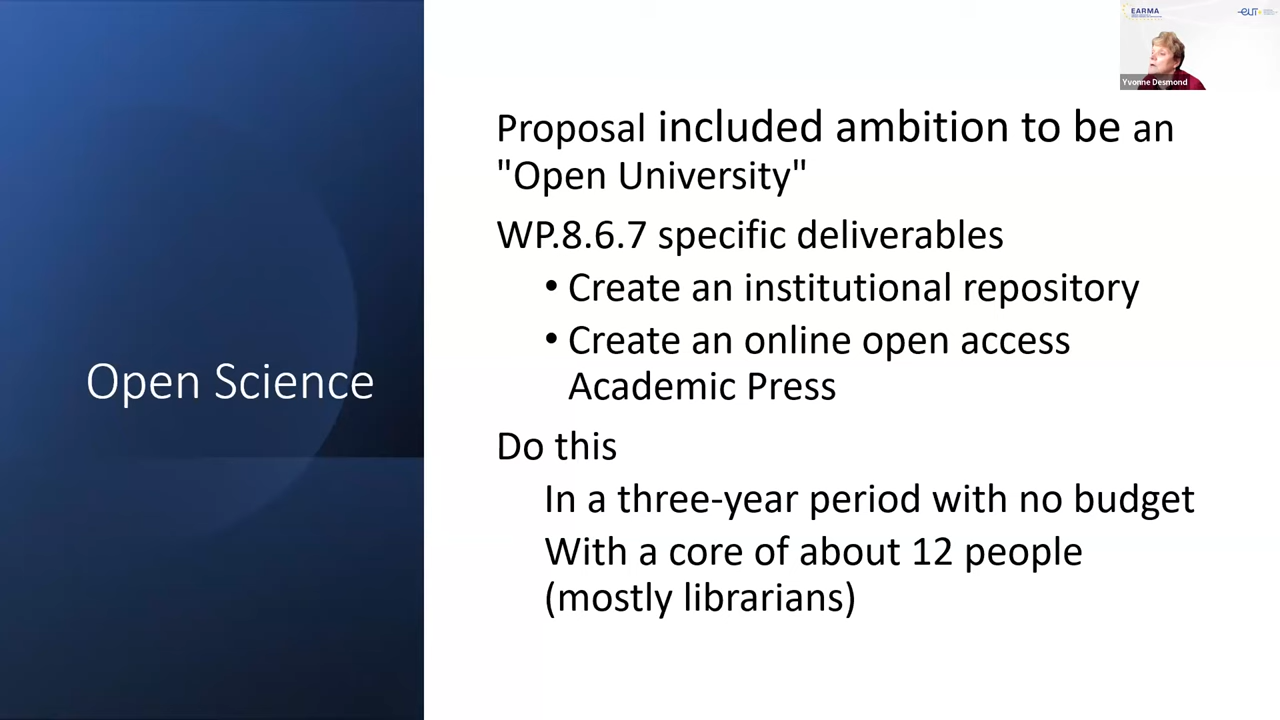 EARMA
Yvonne Desmond
Proposal included ambition to be an
"Open University"
WP.8.6.7 specific deliverables
• Create an institutional repository
• Create an online open access
Academic Press
Open Science
Do this
In a three-year period with no budget
With a core of about 12 people
(mostly librarians)